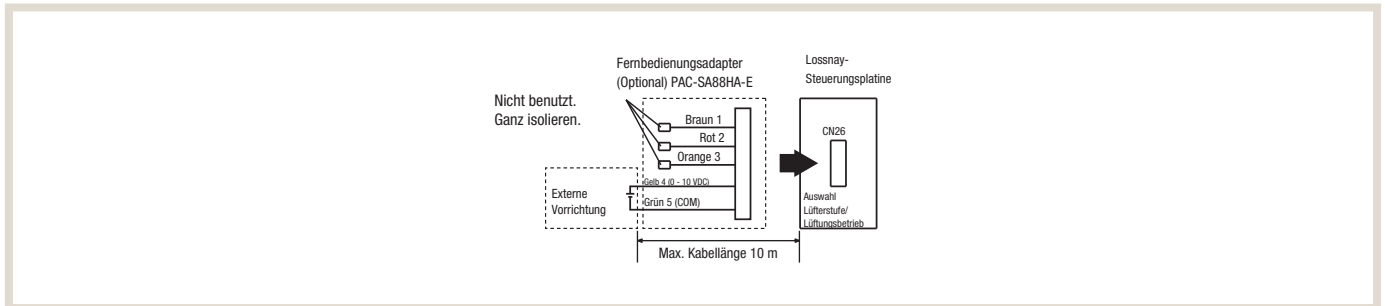 Fernbedienungsadapter
(Optional) PAC-SA88HA-E
Lossnay-
Steuerungsplatine
Nicht benutzt.
Ganz isolieren.
Braun 1
Rot 2
Orange 3
Gelb 4 (0 - 10 VDC)
Grün 5 (COM)
Externe
Vorrichtung
CN26
Auswahl
Lüfterstufe/
Lüftungsbetrieb
Max. Kabellänge 10 m